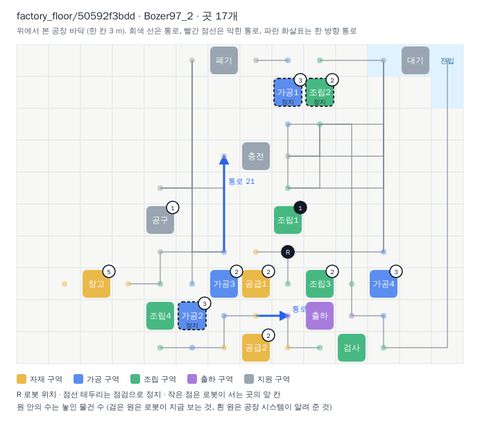 factory_floor/50592f3bdd · Bozer97_2 · 곳 17개
위에서 본 공장 바닥 (한 칸 3 m). 회색 선은 통로, 빨간 점선은 막힌 통로, 파란 화살표는 한 방향 통로
폐기 대기
가공1 3 정지 조립2 2 정지
충전
통로 21
공구 1 조립1 1
R
창고 5 가공3 2 공급1 2 조립3 2 가공4 3
조립4 가공2 3 정지 통로 출하
공급2 2 검사
자재 구역 가공 구역 조립 구역 출하 구역 지원 구역
R 로봇 위치 · 점선 테두리는 점검으로 정지 · 작은 점은 로봇이 서는 곳의 앞 칸
원 안의 수는 놓인 물건 수 (검은 원은 로봇이 지금 보는 것, 흰 원은 공장 시스템이 알려 준 것)